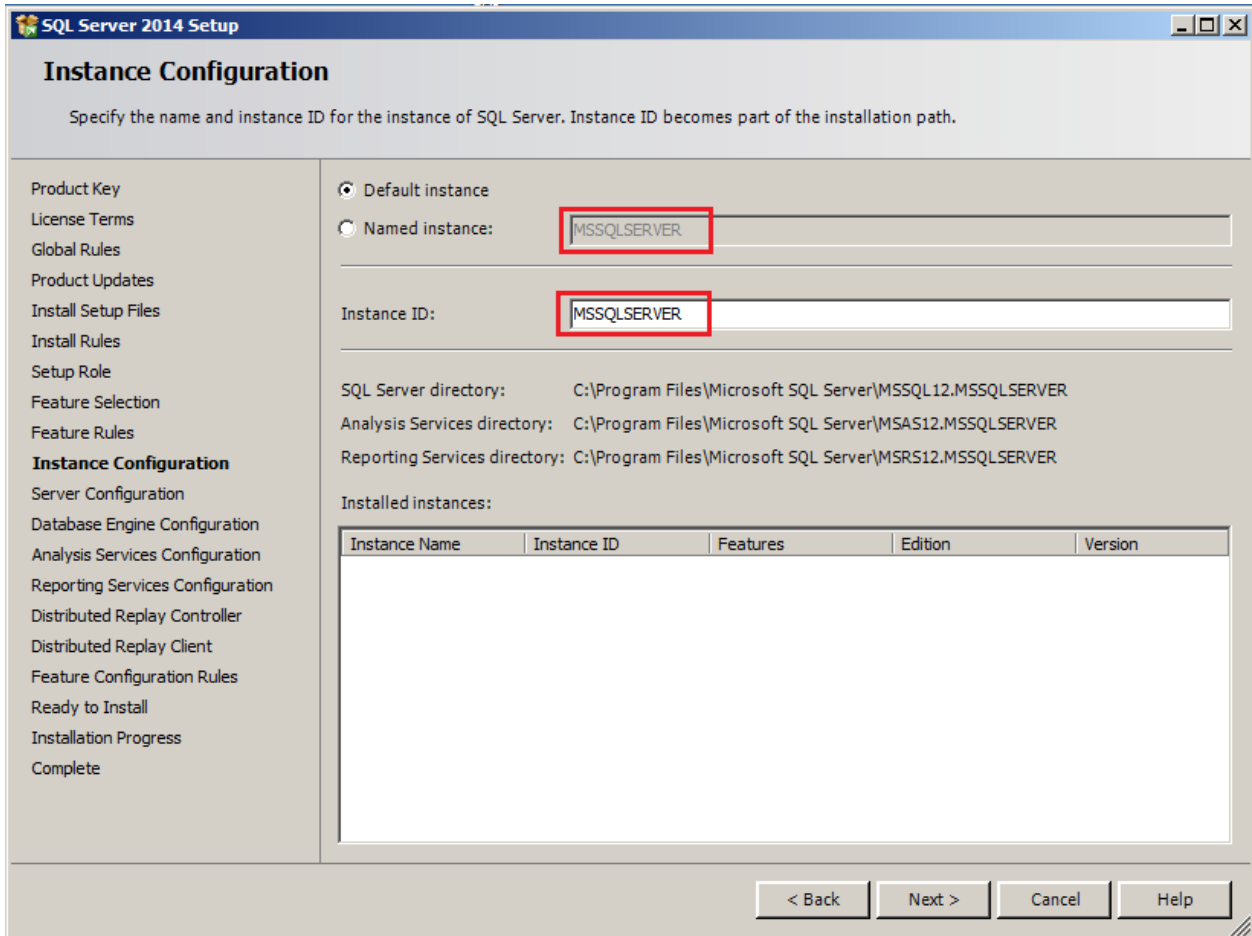 SQL Server 2014 Setup
Instance Configuration
Specify the name and instance ID for the instance of SQL Server. Instance ID becomes part of the installation path.
Product Key
License Terms
Global Rules
Product Updates
Install Setup Files
Install Rules
Setup Role
Feature Selection
Feature Rules
Instance Configuration
Server Configuration
Database Engine Configuration
Analysis Services Configuration
Reporting Services Configuration
Distributed Replay Controller
Distributed Replay Client
Feature Configuration Rules
Ready to Install
Installation Progress
Complete
Default instance
Named instance: MSSQLSERVER
Instance ID: MSSQLSERVER
SQL Server directory: C:\Program Files\Microsoft SQL Server\MSSQL12.MSSQLSERVER
Analysis Services directory: C:\Program Files\Microsoft SQL Server\MSAS12.MSSQLSERVER
Reporting Services directory: C:\Program Files\Microsoft SQL Server\MSRS12.MSSQLSERVER
Installed instances:
Instance Name Instance ID Features Edition Version
< Back Next > Cancel Help